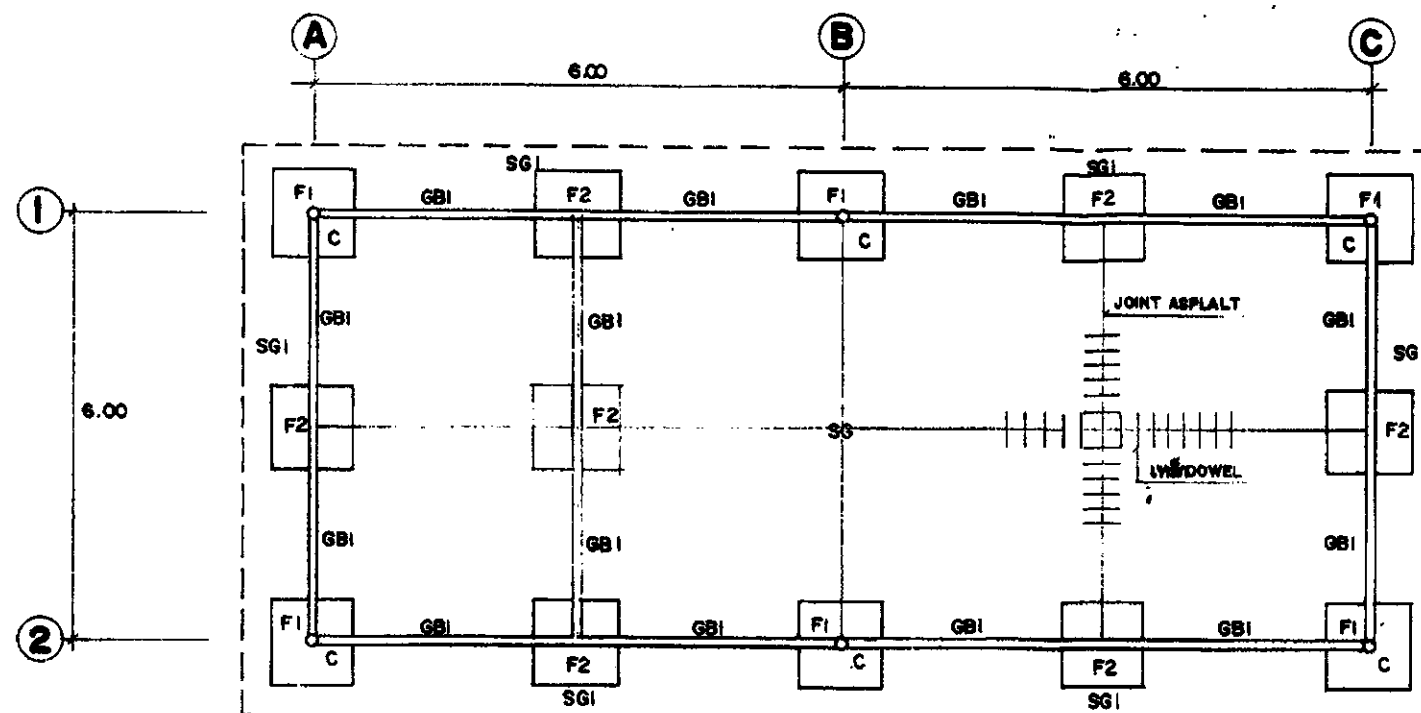 A B C
6.00 6.00
SG1 SG1
F1 F2 F1 F2 F1
GB1 GB1 GB1 GB1
1
C C C
JOINT ASPLALT
GB1 GB1 GB1
SG1 SG
6.00
F2 F2 F2
SG
DOWEL
GB1 GB1 GB1
F1 GB1 GB1 F1 GB1 GB1 F1
2
C F2 C F2 C
SG1 SG1